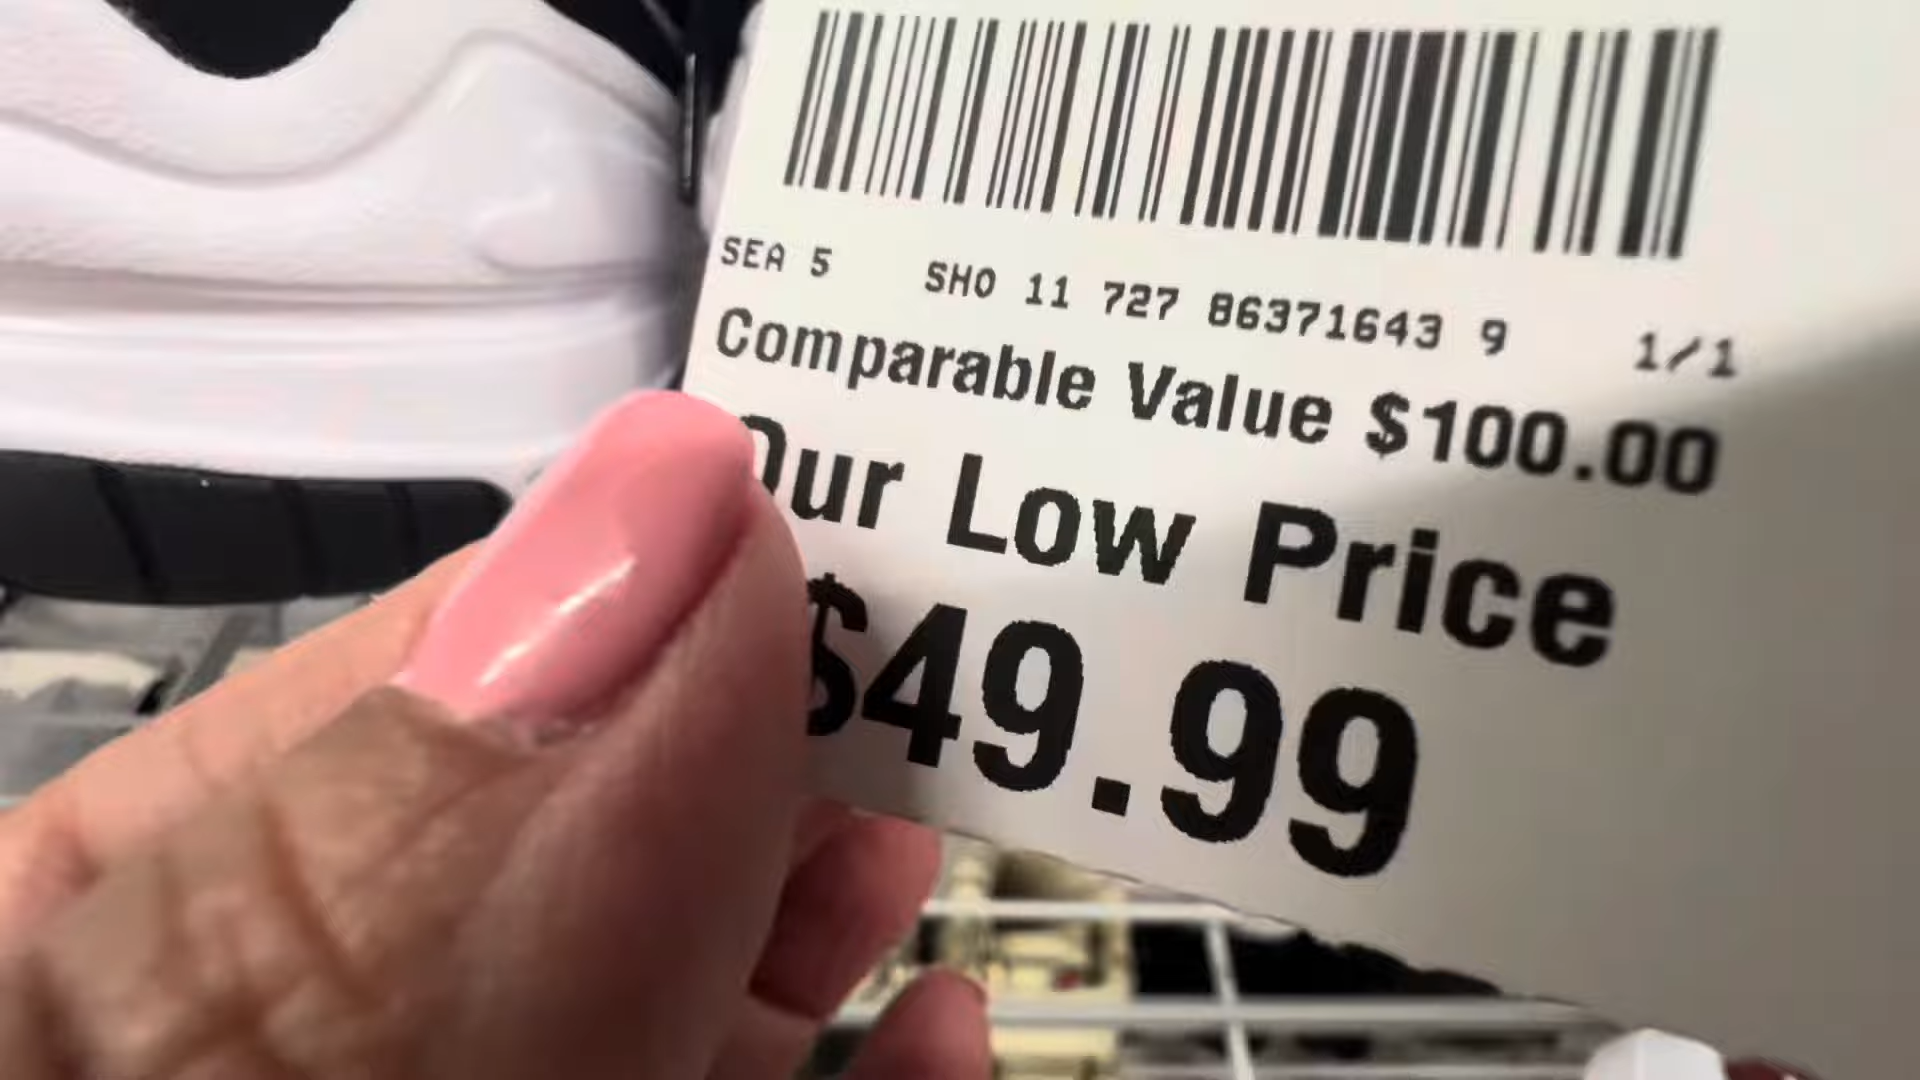 SEA 5 SHO 11 727 86371643 9 1/1
Comparable Value $100.00
Our Low Price
$49.99